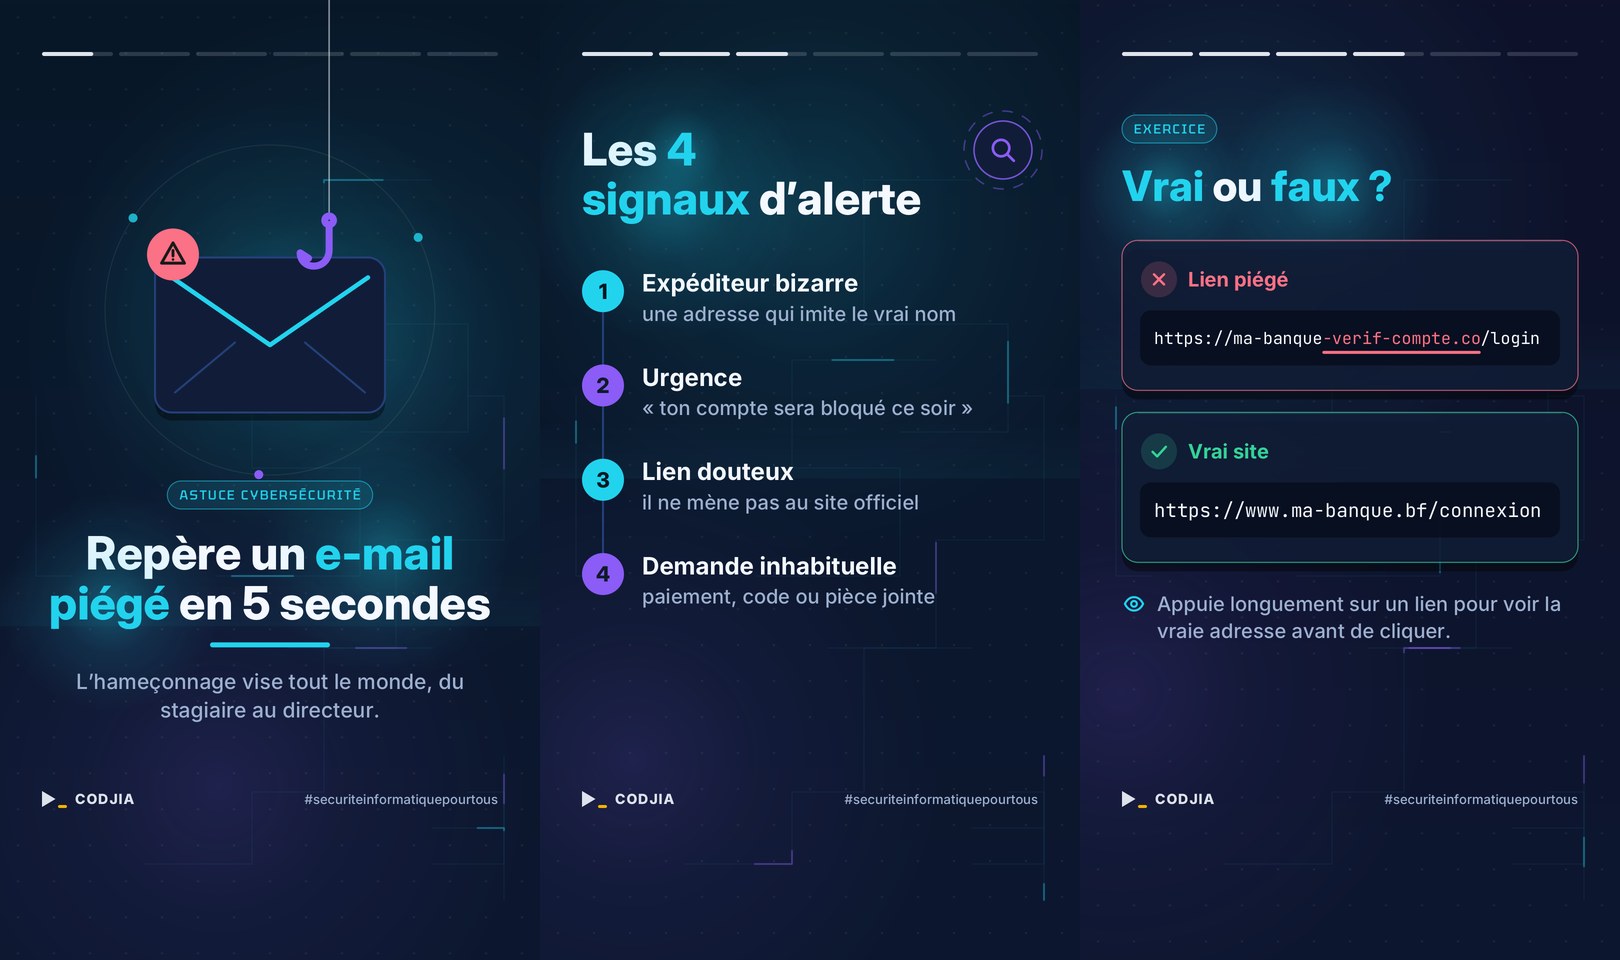 ASTUCE CYBERSÉCURITÉ
Repère un e-mail
piégé en 5 secondes
L’hameçonnage vise tout le monde, du
stagiaire au directeur.
CODJIA
#securiteinformatiquepourtous
Les 4
signaux d’alerte
1
Expéditeur bizarre
une adresse qui imite le vrai nom
2
Urgence
« ton compte sera bloqué ce soir »
3
Lien douteux
il ne mène pas au site officiel
4
Demande inhabituelle
paiement, code ou pièce jointe
CODJIA
#securiteinformatiquepourtous
EXERCICE
Vrai ou faux ?
Lien piégé
https://ma-banque-verif-compte.co/login
Vrai site
https://www.ma-banque.bf/connexion
Appuie longuement sur un lien pour voir la
vraie adresse avant de cliquer.
CODJIA
#securiteinformatiquepourtous